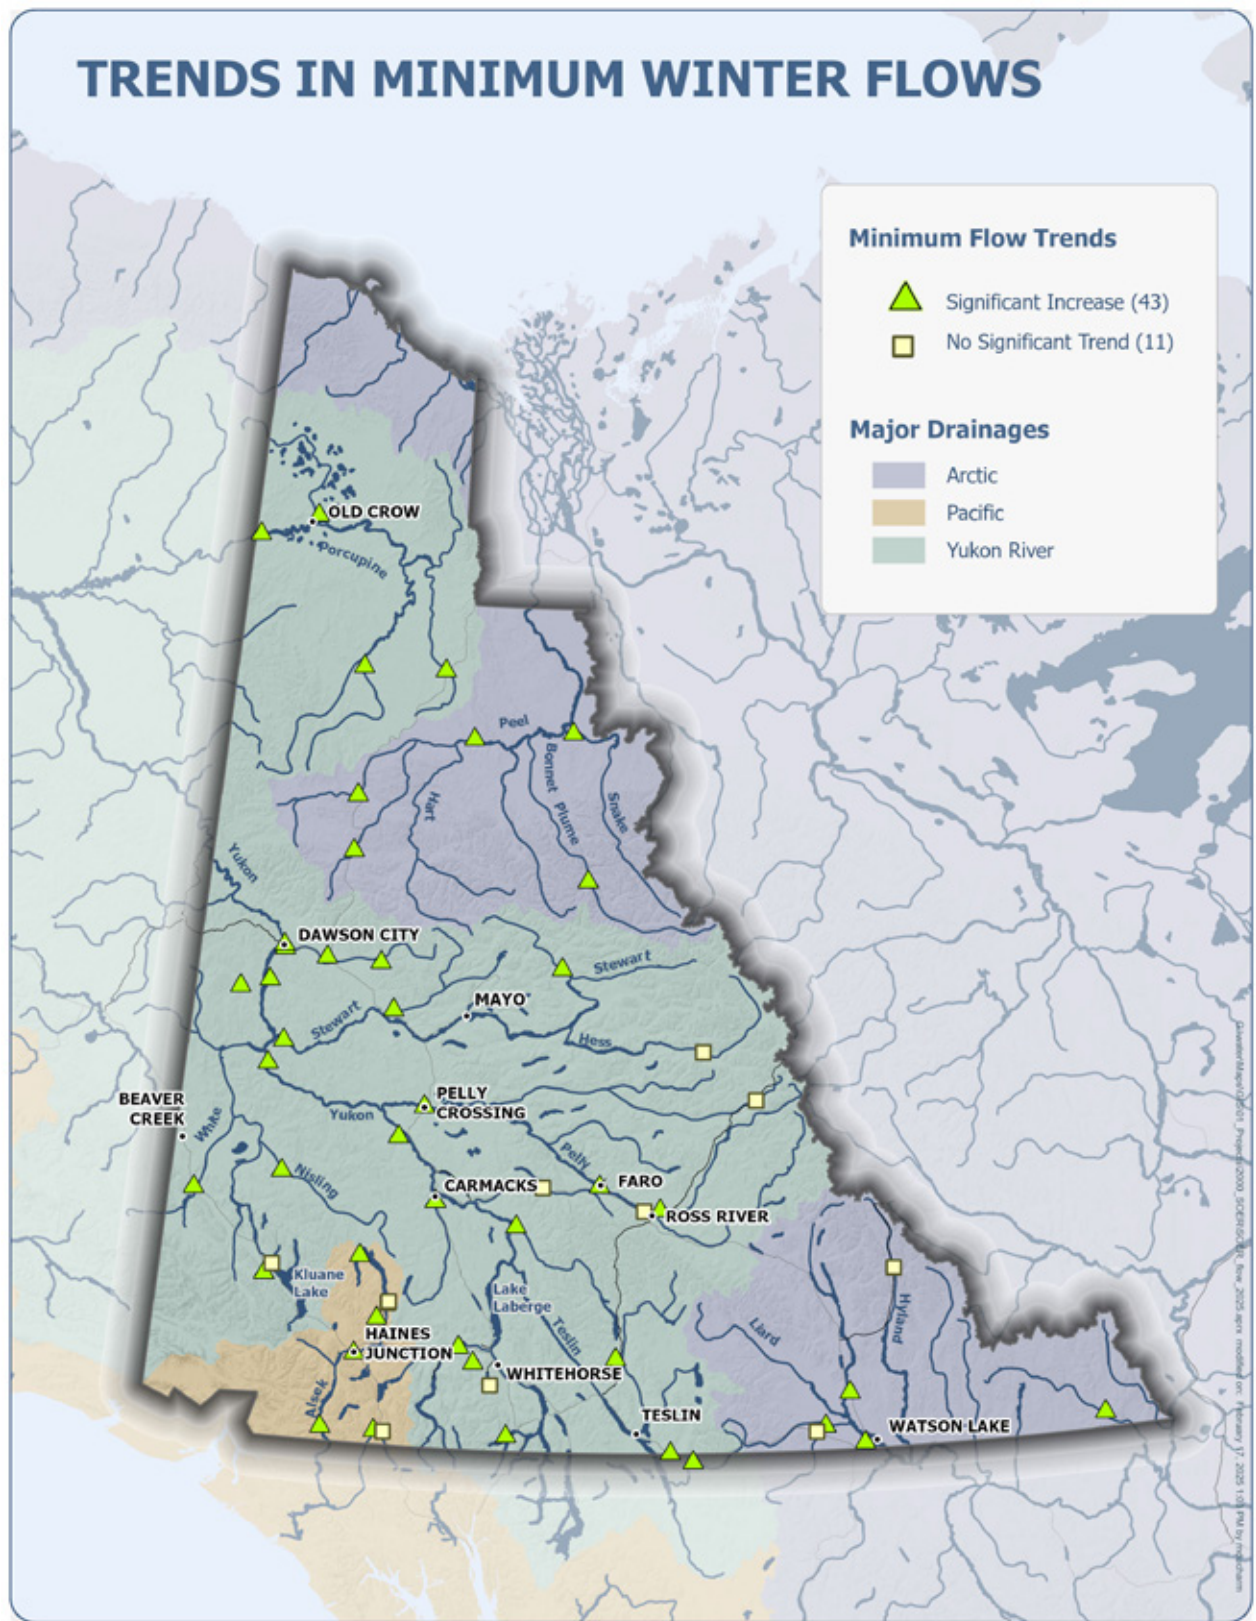 TRENDS IN MINIMUM WINTER FLOWS
Minimum Flow Trends
Significant Increase (43)
No Significant Trend (11)
Major Drainages
Arctic
Pacific
Yukon River
OLD CROW
Porcupine
Peel
Bonnet Plume
Hart
Snake
Yukon
DAWSON CITY
Stewart
Stewart
MAYO
Hess
BEAVER
CREEK
White
PELLY
CROSSING
Yukon
Pelly
Nisling
CARMACKS
FARO
ROSS RIVER
Kluane
Lake
Lake
Laberge
Teslin
Liard
Hyland
HAINES
JUNCTION
WHITEHORSE
Alsek
TESLIN
WATSON LAKE